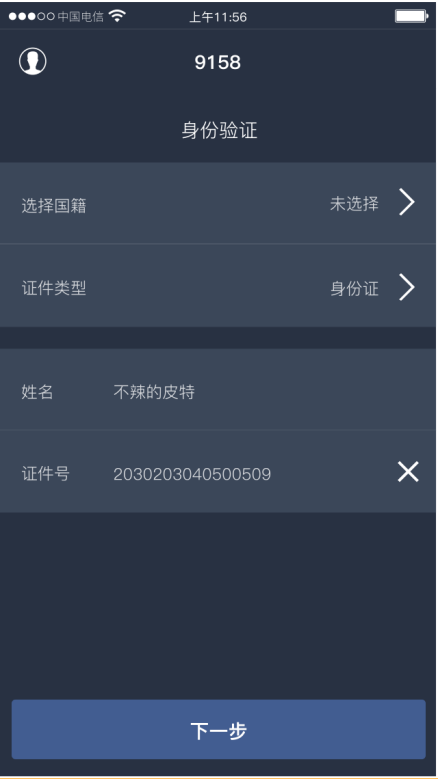 中国电信 上午11:56
9158
身份验证
选择国籍 未选择
证件类型 身份证
姓名 不辣的皮特
证件号 2030203040500509
下一步